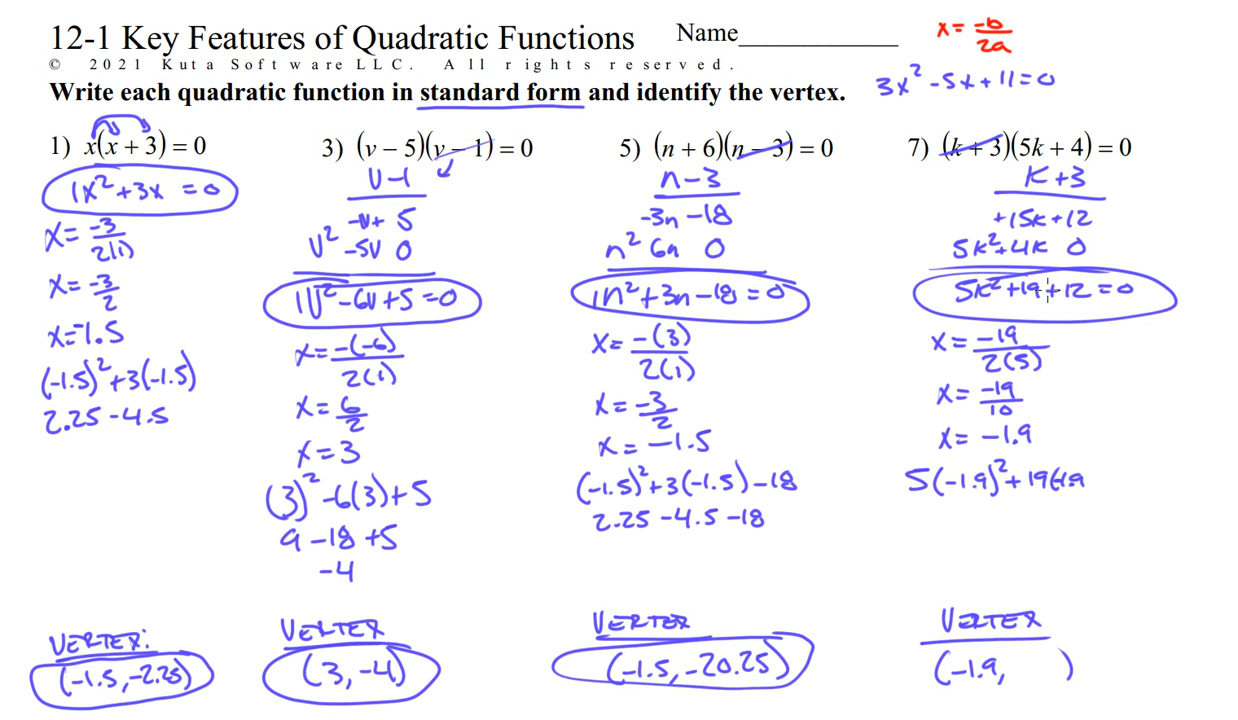 12-1 Key Features of Quadratic Functions Name____________
x = -b/2a
© 2021 Kuta Software LLC. All rights reserved.
3x² - 5x + 11 = 0
Write each quadratic function in standard form and identify the vertex.
1) x(x + 3) = 0
1x² + 3x = 0
x = -3/2(1)
x = -3/2
x = -1.5
(-1.5)² + 3(-1.5)
2.25 - 4.5
VERTEX:
(-1.5, -2.25)
3) (v − 5)(v − 1) = 0
v - 1
-v + 5
v² -5v 0
1v² - 6v + 5 = 0
x = -(-6)/2(1)
x = 6/2
x = 3
(3)² - 6(3) + 5
9 - 18 + 5
-4
VERTEX
(3, -4)
5) (n + 6)(n − 3) = 0
n - 3
-3n - 18
n² 6n 0
1n² + 3n - 18 = 0
x = -(3)/2(1)
x = -3/2
x = -1.5
(-1.5)² + 3(-1.5) - 18
2.25 - 4.5 - 18
VERTEX
(-1.5, -20.25)
7) (k + 3)(5k + 4) = 0
k + 3
+15k + 12
5k² + 4k 0
5k² + 19 + 12 = 0
x = -19/2(5)
x = -19/10
x = -1.9
5(-1.9)² + 19(-1.9
VERTEX
(-1.9, )